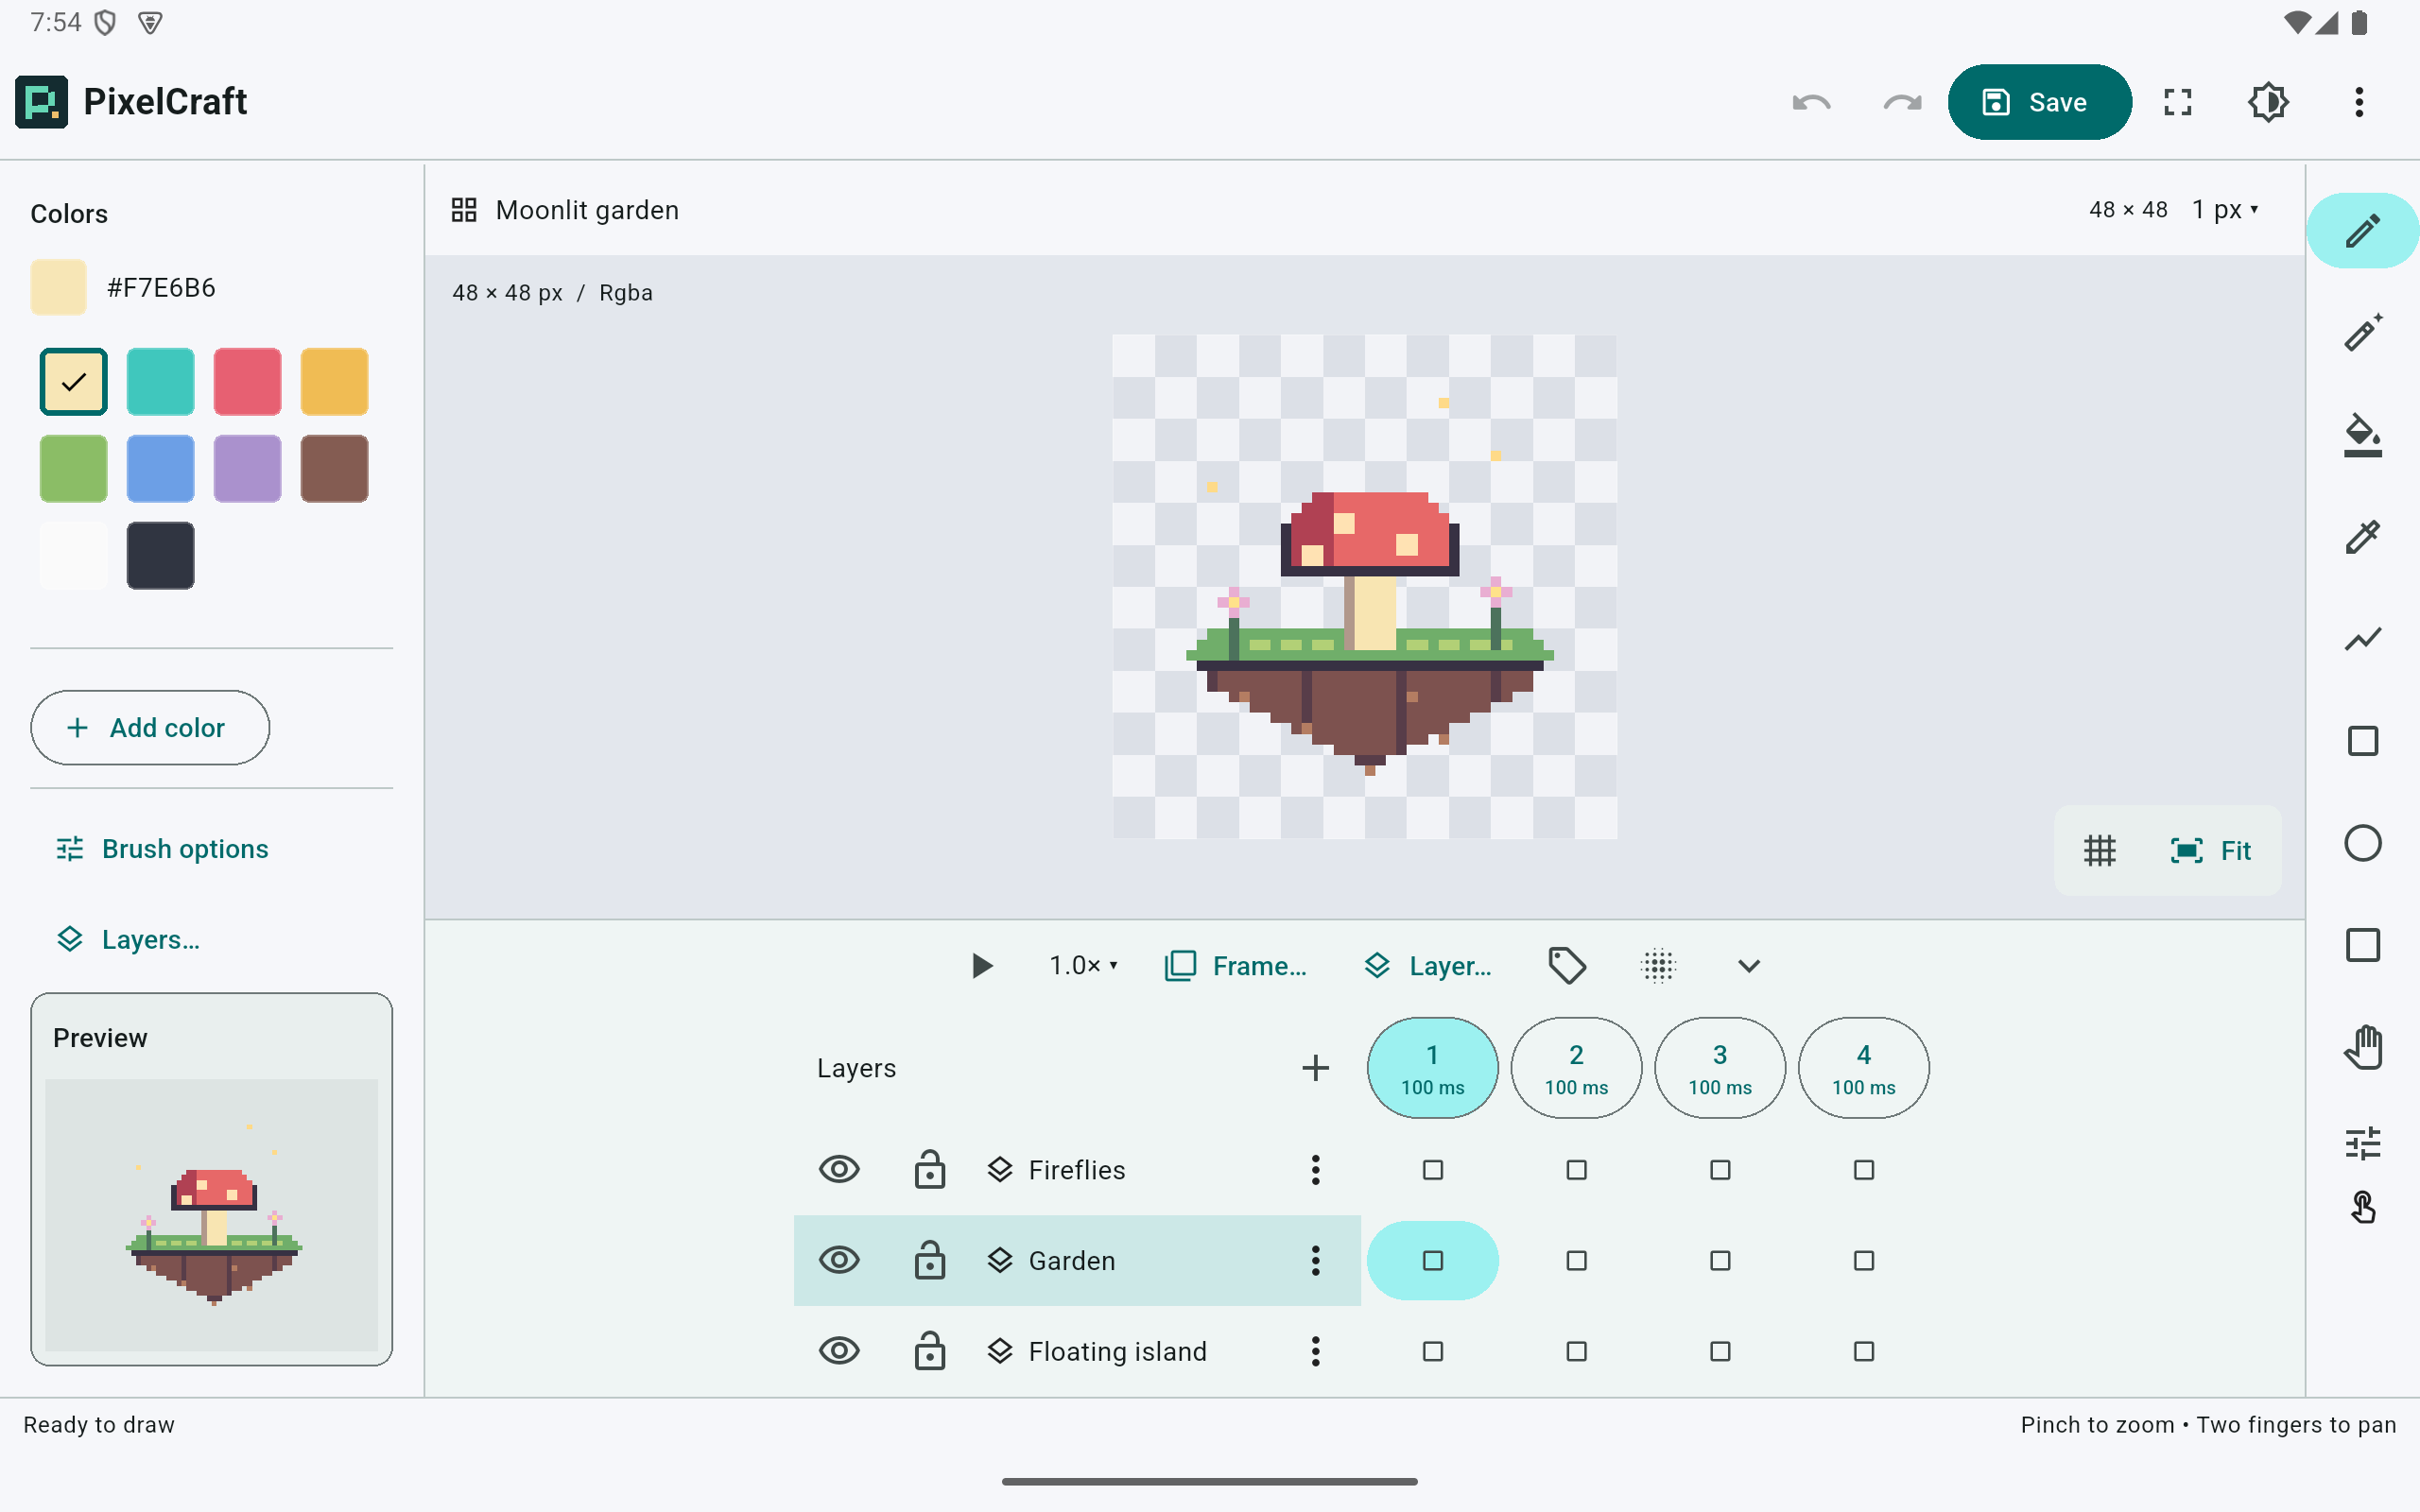 7:54
PixelCraft
Save
Colors
#F7E6B6
Add color
Brush options
Layers…
Preview
Moonlit garden
48 × 48 1 px ▾
48 × 48 px / Rgba
Fit
1.0× ▾ Frame… Layer…
Layers
1 2 3 4
100 ms 100 ms 100 ms 100 ms
Fireflies
Garden
Floating island
Ready to draw
Pinch to zoom • Two fingers to pan